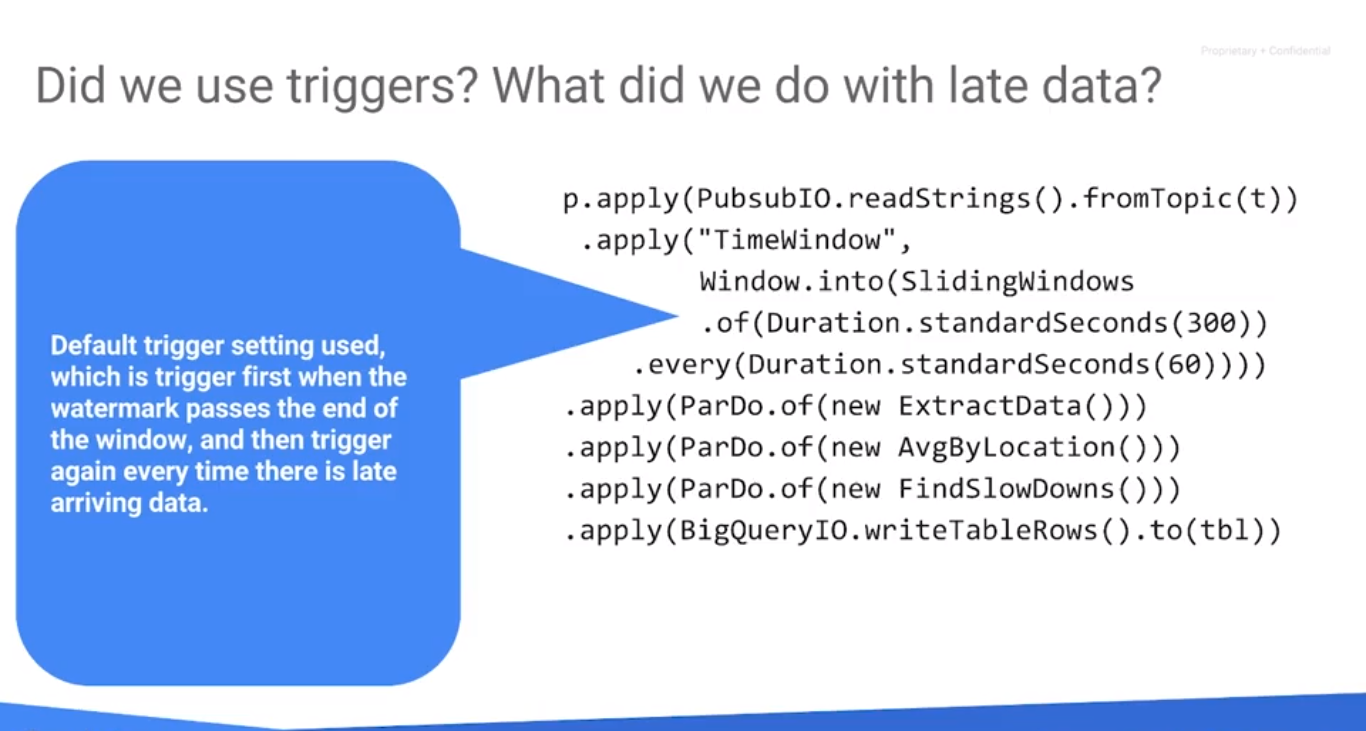 Proprietary + Confidential
Did we use triggers? What did we do with late data?
Default trigger setting used,
which is trigger first when the
watermark passes the end of
the window, and then trigger
again every time there is late
arriving data.
p.apply(PubsubIO.readStrings().fromTopic(t))
.apply("TimeWindow",
Window.into(SlidingWindows
.of(Duration.standardSeconds(300))
.every(Duration.standardSeconds(60))))
.apply(ParDo.of(new ExtractData()))
.apply(ParDo.of(new AvgByLocation()))
.apply(ParDo.of(new FindSlowDowns()))
.apply(BigQueryIO.writeTableRows().to(tbl))